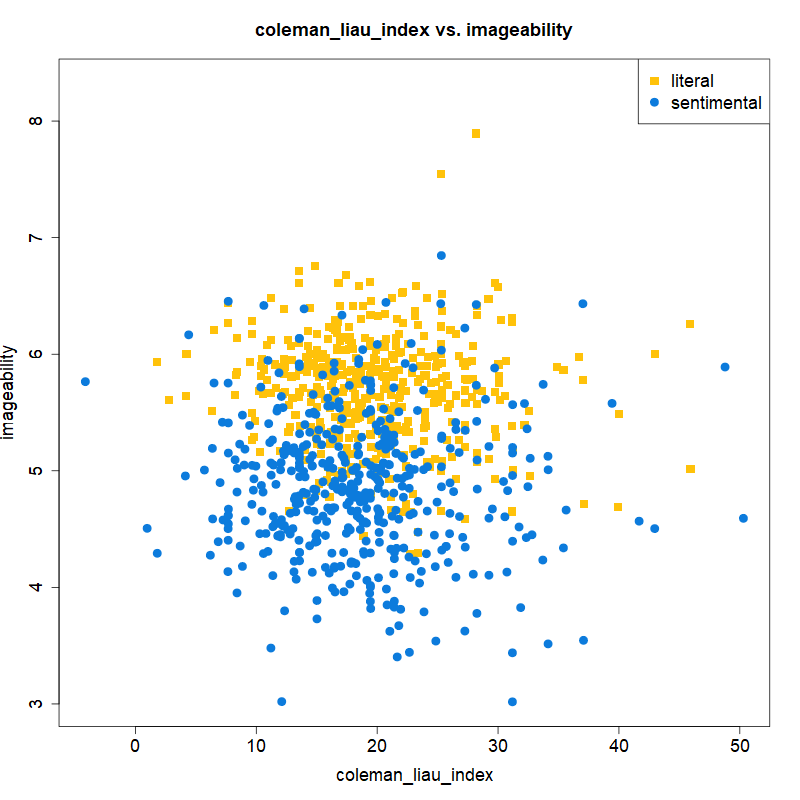 coleman_liau_index vs. imageability
literal
sentimental
8
7
6
5
4
3
imageability
0 10 20 30 40 50
coleman_liau_index